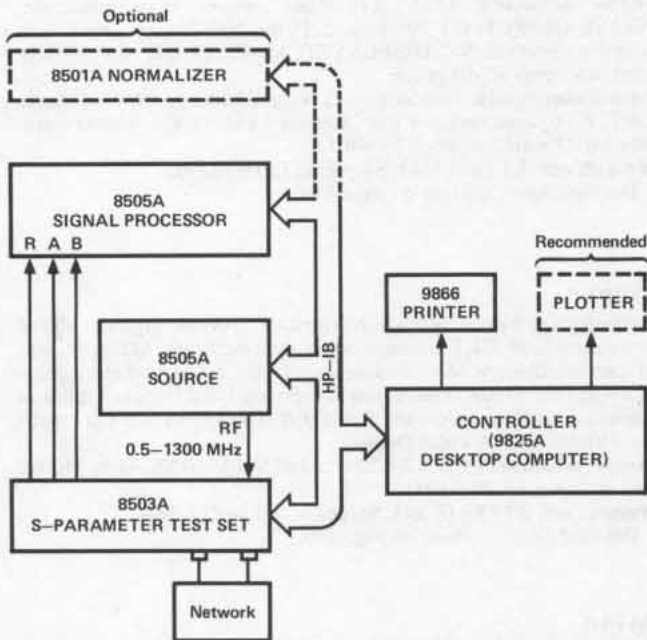 Optional
8501A NORMALIZER
8505A
SIGNAL PROCESSOR
R A B
Recommended
9866
PRINTER
PLOTTER
HP–IB
8505A
SOURCE
RF
0.5–1300 MHz
CONTROLLER
(9825A
DESKTOP COMPUTER)
8503A
S–PARAMETER TEST SET
Network